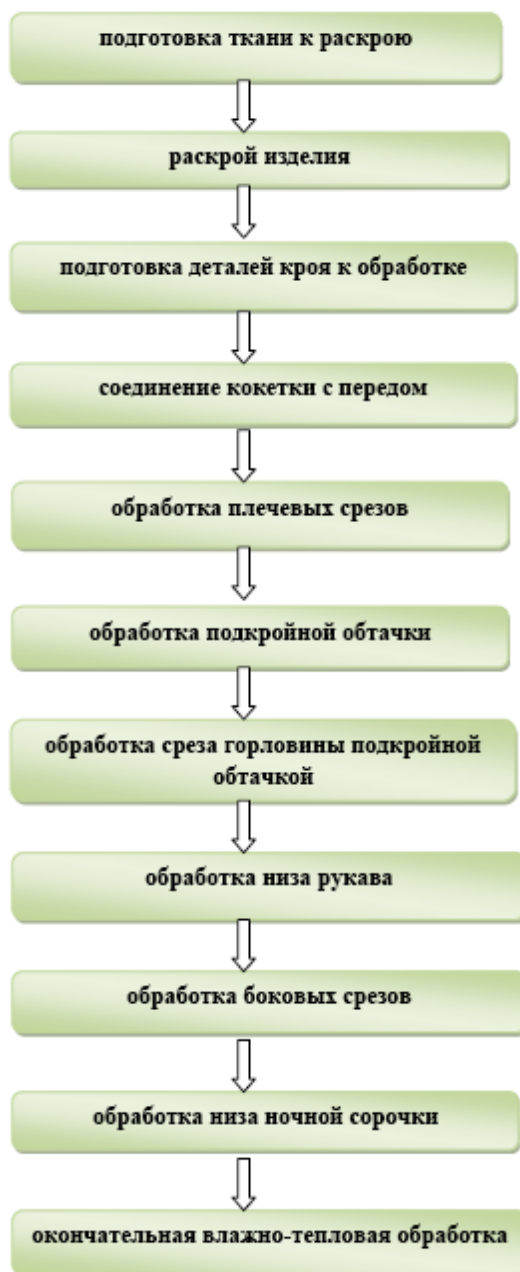 подготовка ткани к раскрою
раскрой изделия
подготовка деталей кроя к обработке
соединение кокетки с передом
обработка плечевых срезов
обработка подкройной обтачки
обработка среза горловины подкройной
обтачкой
обработка низа рукава
обработка боковых срезов
обработка низа ночной сорочки
окончательная влажно-тепловая обработка